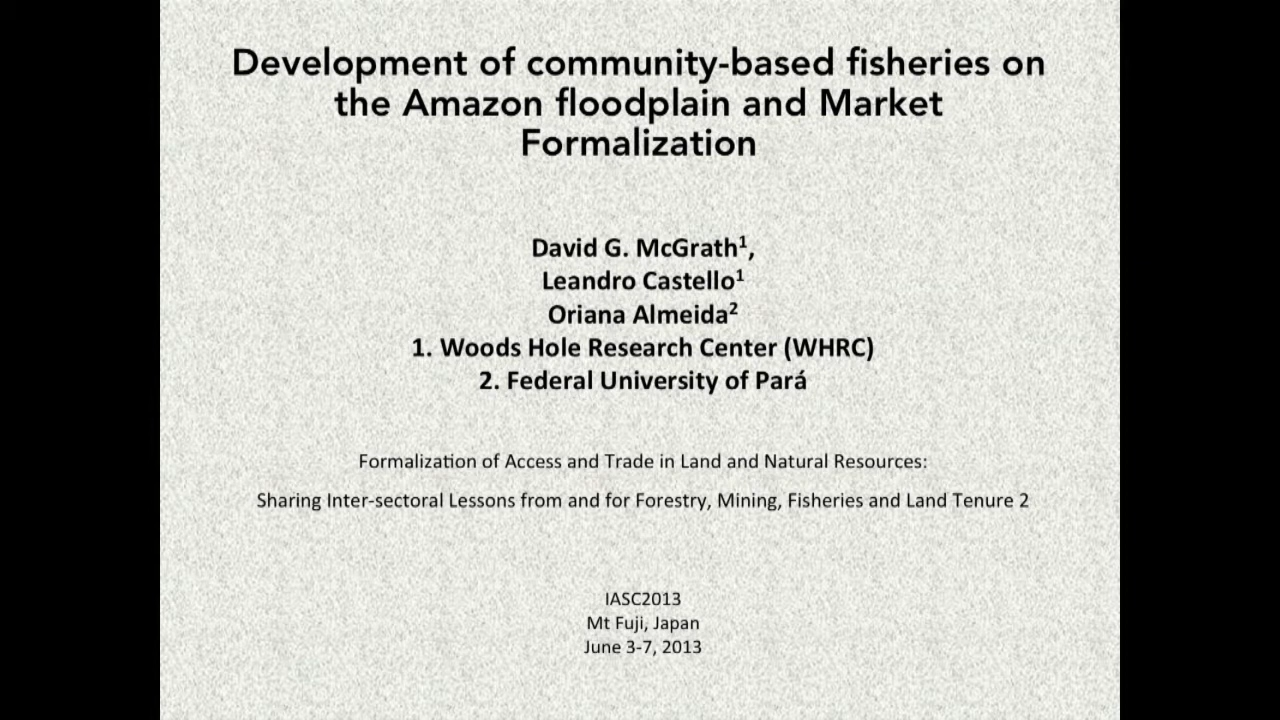 Development of community-based fisheries on
the Amazon floodplain and Market
Formalization
David G. McGrath¹,
Leandro Castello¹
Oriana Almeida²
1. Woods Hole Research Center (WHRC)
2. Federal University of Pará
Formalization of Access and Trade in Land and Natural Resources:
Sharing Inter-sectoral Lessons from and for Forestry, Mining, Fisheries and Land Tenure 2
IASC2013
Mt Fuji, Japan
June 3-7, 2013